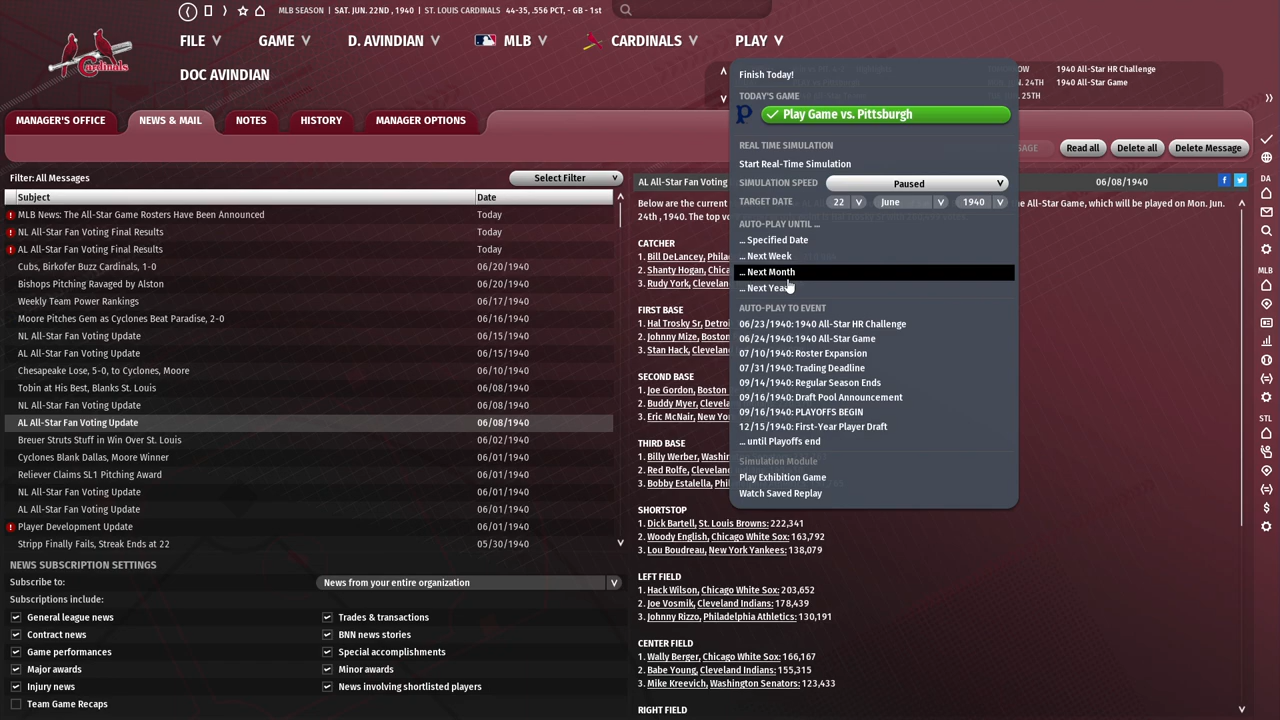 MLB SEASON | SAT. JUN. 22ND , 1940 | ST. LOUIS CARDINALS 44-35, .556 PCT, - GB - 1st
FILE GAME D. AVINDIAN MLB CARDINALS PLAY
Cardinals
DOC AVINDIAN
1940 All-Star HR Challenge
1940 All-Star Game
MANAGER'S OFFICE NEWS & MAIL NOTES HISTORY MANAGER OPTIONS
Read all Delete all Delete Message
Filter: All Messages Select Filter
Subject Date
MLB News: The All-Star Game Rosters Have Been Announced Today
NL All-Star Fan Voting Final Results Today
AL All-Star Fan Voting Final Results Today
Cubs, Birkofer Buzz Cardinals, 1-0 06/20/1940
Bishops Pitching Ravaged by Alston 06/20/1940
Weekly Team Power Rankings 06/17/1940
Moore Pitches Gem as Cyclones Beat Paradise, 2-0 06/16/1940
NL All-Star Fan Voting Update 06/15/1940
AL All-Star Fan Voting Update 06/15/1940
Chesapeake Lose, 5-0, to Cyclones, Moore 06/10/1940
Tobin at His Best, Blanks St. Louis 06/08/1940
NL All-Star Fan Voting Update 06/08/1940
AL All-Star Fan Voting Update 06/08/1940
Breuer Struts Stuff in Win Over St. Louis 06/02/1940
Cyclones Blank Dallas, Moore Winner 06/01/1940
Reliever Claims SL1 Pitching Award 06/01/1940
NL All-Star Fan Voting Update 06/01/1940
AL All-Star Fan Voting Update 06/01/1940
Player Development Update 06/01/1940
Stripp Finally Fails, Streak Ends at 22 05/30/1940
NEWS SUBSCRIPTION SETTINGS
Subscribe to: News from your entire organization
Subscriptions include:
General league news Trades & transactions
Contract news BNN news stories
Game performances Special accomplishments
Major awards Minor awards
Injury news News involving shortlisted players
Team Game Recaps
AL All-Star Fan Voting 06/08/1940
Below are the current e All-Star Game, which will be played on Mon. Jun.
24th , 1940. The top v
CATCHER
1. Bill DeLancey, Phila
2. Shanty Hogan, Chica
3. Rudy York, Clevelan
FIRST BASE
1. Hal Trosky Sr, Detro
2. Johnny Mize, Boston
3. Stan Hack, Clevelan
SECOND BASE
1. Joe Gordon, Boston
2. Buddy Myer, Clevela
3. Eric McNair, New Yo
THIRD BASE
1. Billy Werber, Washin
2. Red Rolfe, Cleveland
3. Bobby Estalella, Phil
SHORTSTOP
1. Dick Bartell, St. Louis Browns: 222,341
2. Woody English, Chicago White Sox: 163,792
3. Lou Boudreau, New York Yankees: 138,079
LEFT FIELD
1. Hack Wilson, Chicago White Sox: 203,652
2. Joe Vosmik, Cleveland Indians: 178,439
3. Johnny Rizzo, Philadelphia Athletics: 130,191
CENTER FIELD
1. Wally Berger, Chicago White Sox: 166,167
2. Babe Young, Cleveland Indians: 155,315
3. Mike Kreevich, Washington Senators: 123,433
RIGHT FIELD
Finish Today!
TODAY'S GAME
P Play Game vs. Pittsburgh
REAL TIME SIMULATION
Start Real-Time Simulation
SIMULATION SPEED Paused
TARGET DATE 22 June 1940
AUTO-PLAY UNTIL ...
... Specified Date
... Next Week
... Next Month
... Next Year
AUTO-PLAY TO EVENT
06/23/1940: 1940 All-Star HR Challenge
06/24/1940: 1940 All-Star Game
07/10/1940: Roster Expansion
07/31/1940: Trading Deadline
09/14/1940: Regular Season Ends
09/16/1940: Draft Pool Announcement
09/16/1940: PLAYOFFS BEGIN
12/15/1940: First-Year Player Draft
... until Playoffs end
Simulation Module
Play Exhibition Game
Watch Saved Replay
DA
MLB
STL